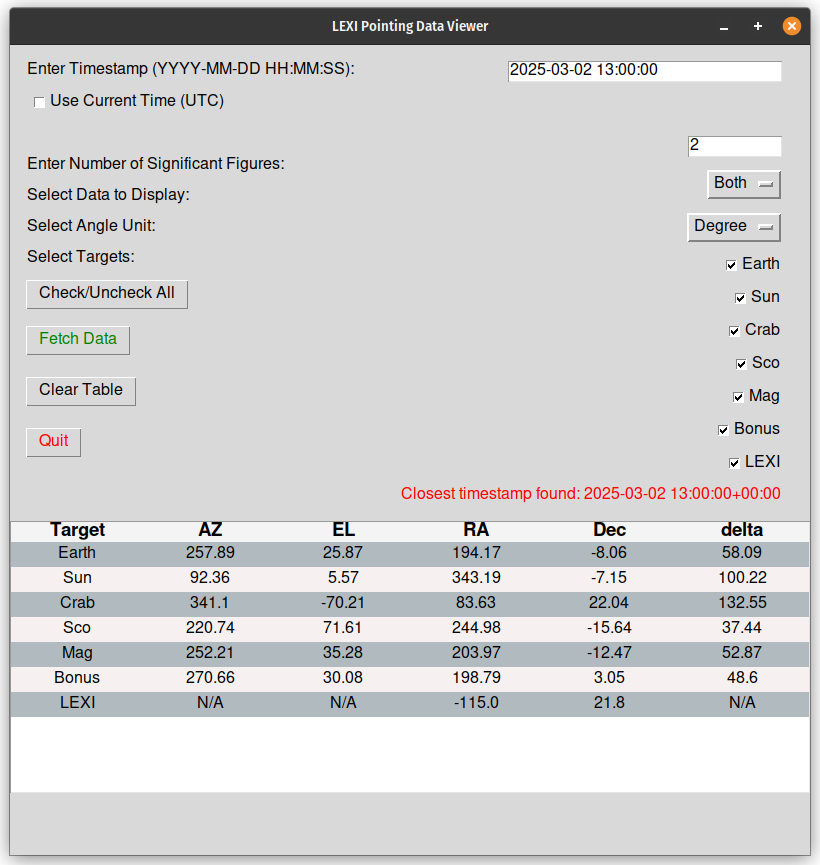 LEXI Pointing Data Viewer
Enter Timestamp (YYYY-MM-DD HH:MM:SS): 2025-03-02 13:00:00
Use Current Time (UTC)
2
Enter Number of Significant Figures:
Both
Select Data to Display:
Select Angle Unit: Degree
Select Targets: Earth
Check/Uncheck All Sun
Crab
Fetch Data
Sco
Clear Table Mag
Bonus
Quit
LEXI
Closest timestamp found: 2025-03-02 13:00:00+00:00
Target AZ EL RA Dec delta
Earth 257.89 25.87 194.17 -8.06 58.09
Sun 92.36 5.57 343.19 -7.15 100.22
Crab 341.1 -70.21 83.63 22.04 132.55
Sco 220.74 71.61 244.98 -15.64 37.44
Mag 252.21 35.28 203.97 -12.47 52.87
Bonus 270.66 30.08 198.79 3.05 48.6
LEXI N/A N/A -115.0 21.8 N/A